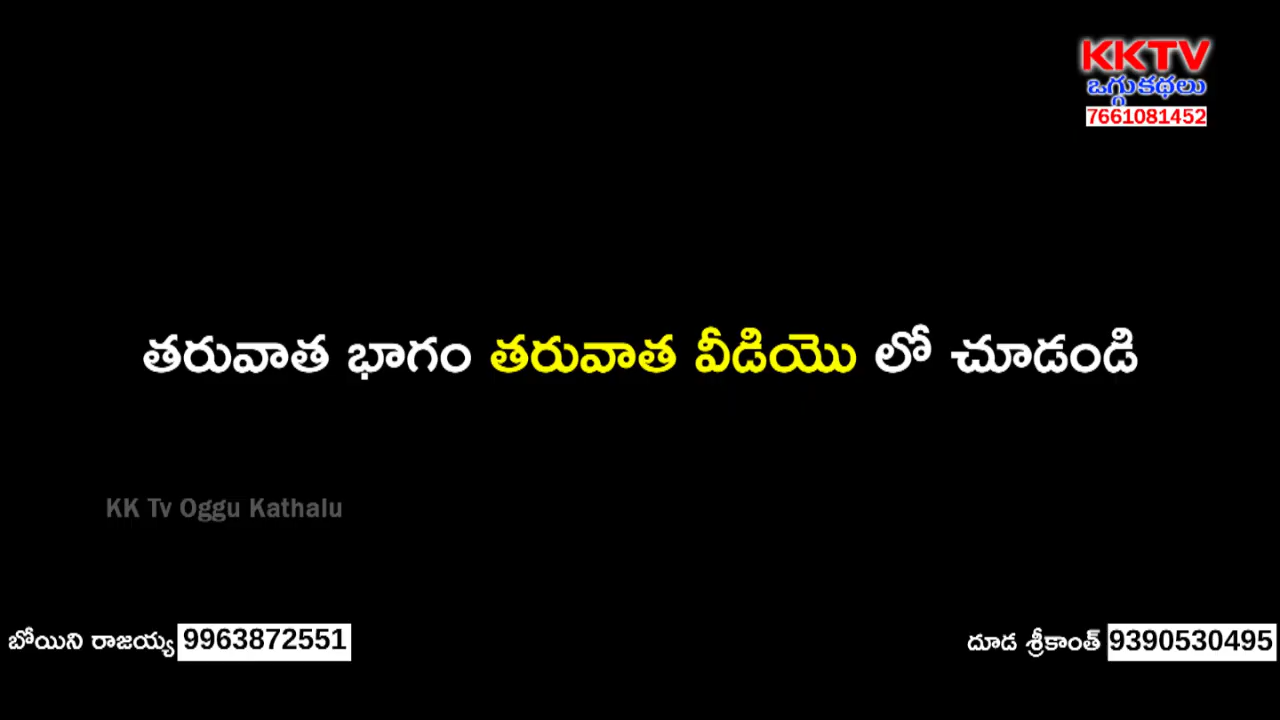 KKTV
ఒగ్గుకథలు
7661081452
తరువాత భాగం తరువాత వీడియొ లో చూడండి
KK Tv Oggu Kathalu
బోయిని రాజయ్య 9963872551
దూడ శ్రీకాంత్ 9390530495